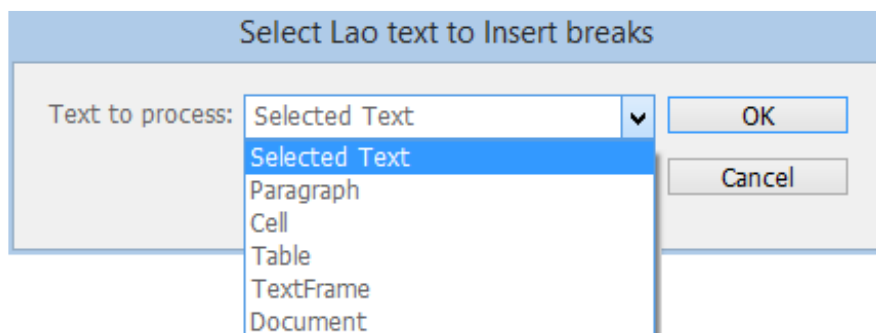 Select Lao text to Insert breaks
Text to process: Selected Text OK
Selected Text
Paragraph
Cancel
Cell
Table
TextFrame
Document